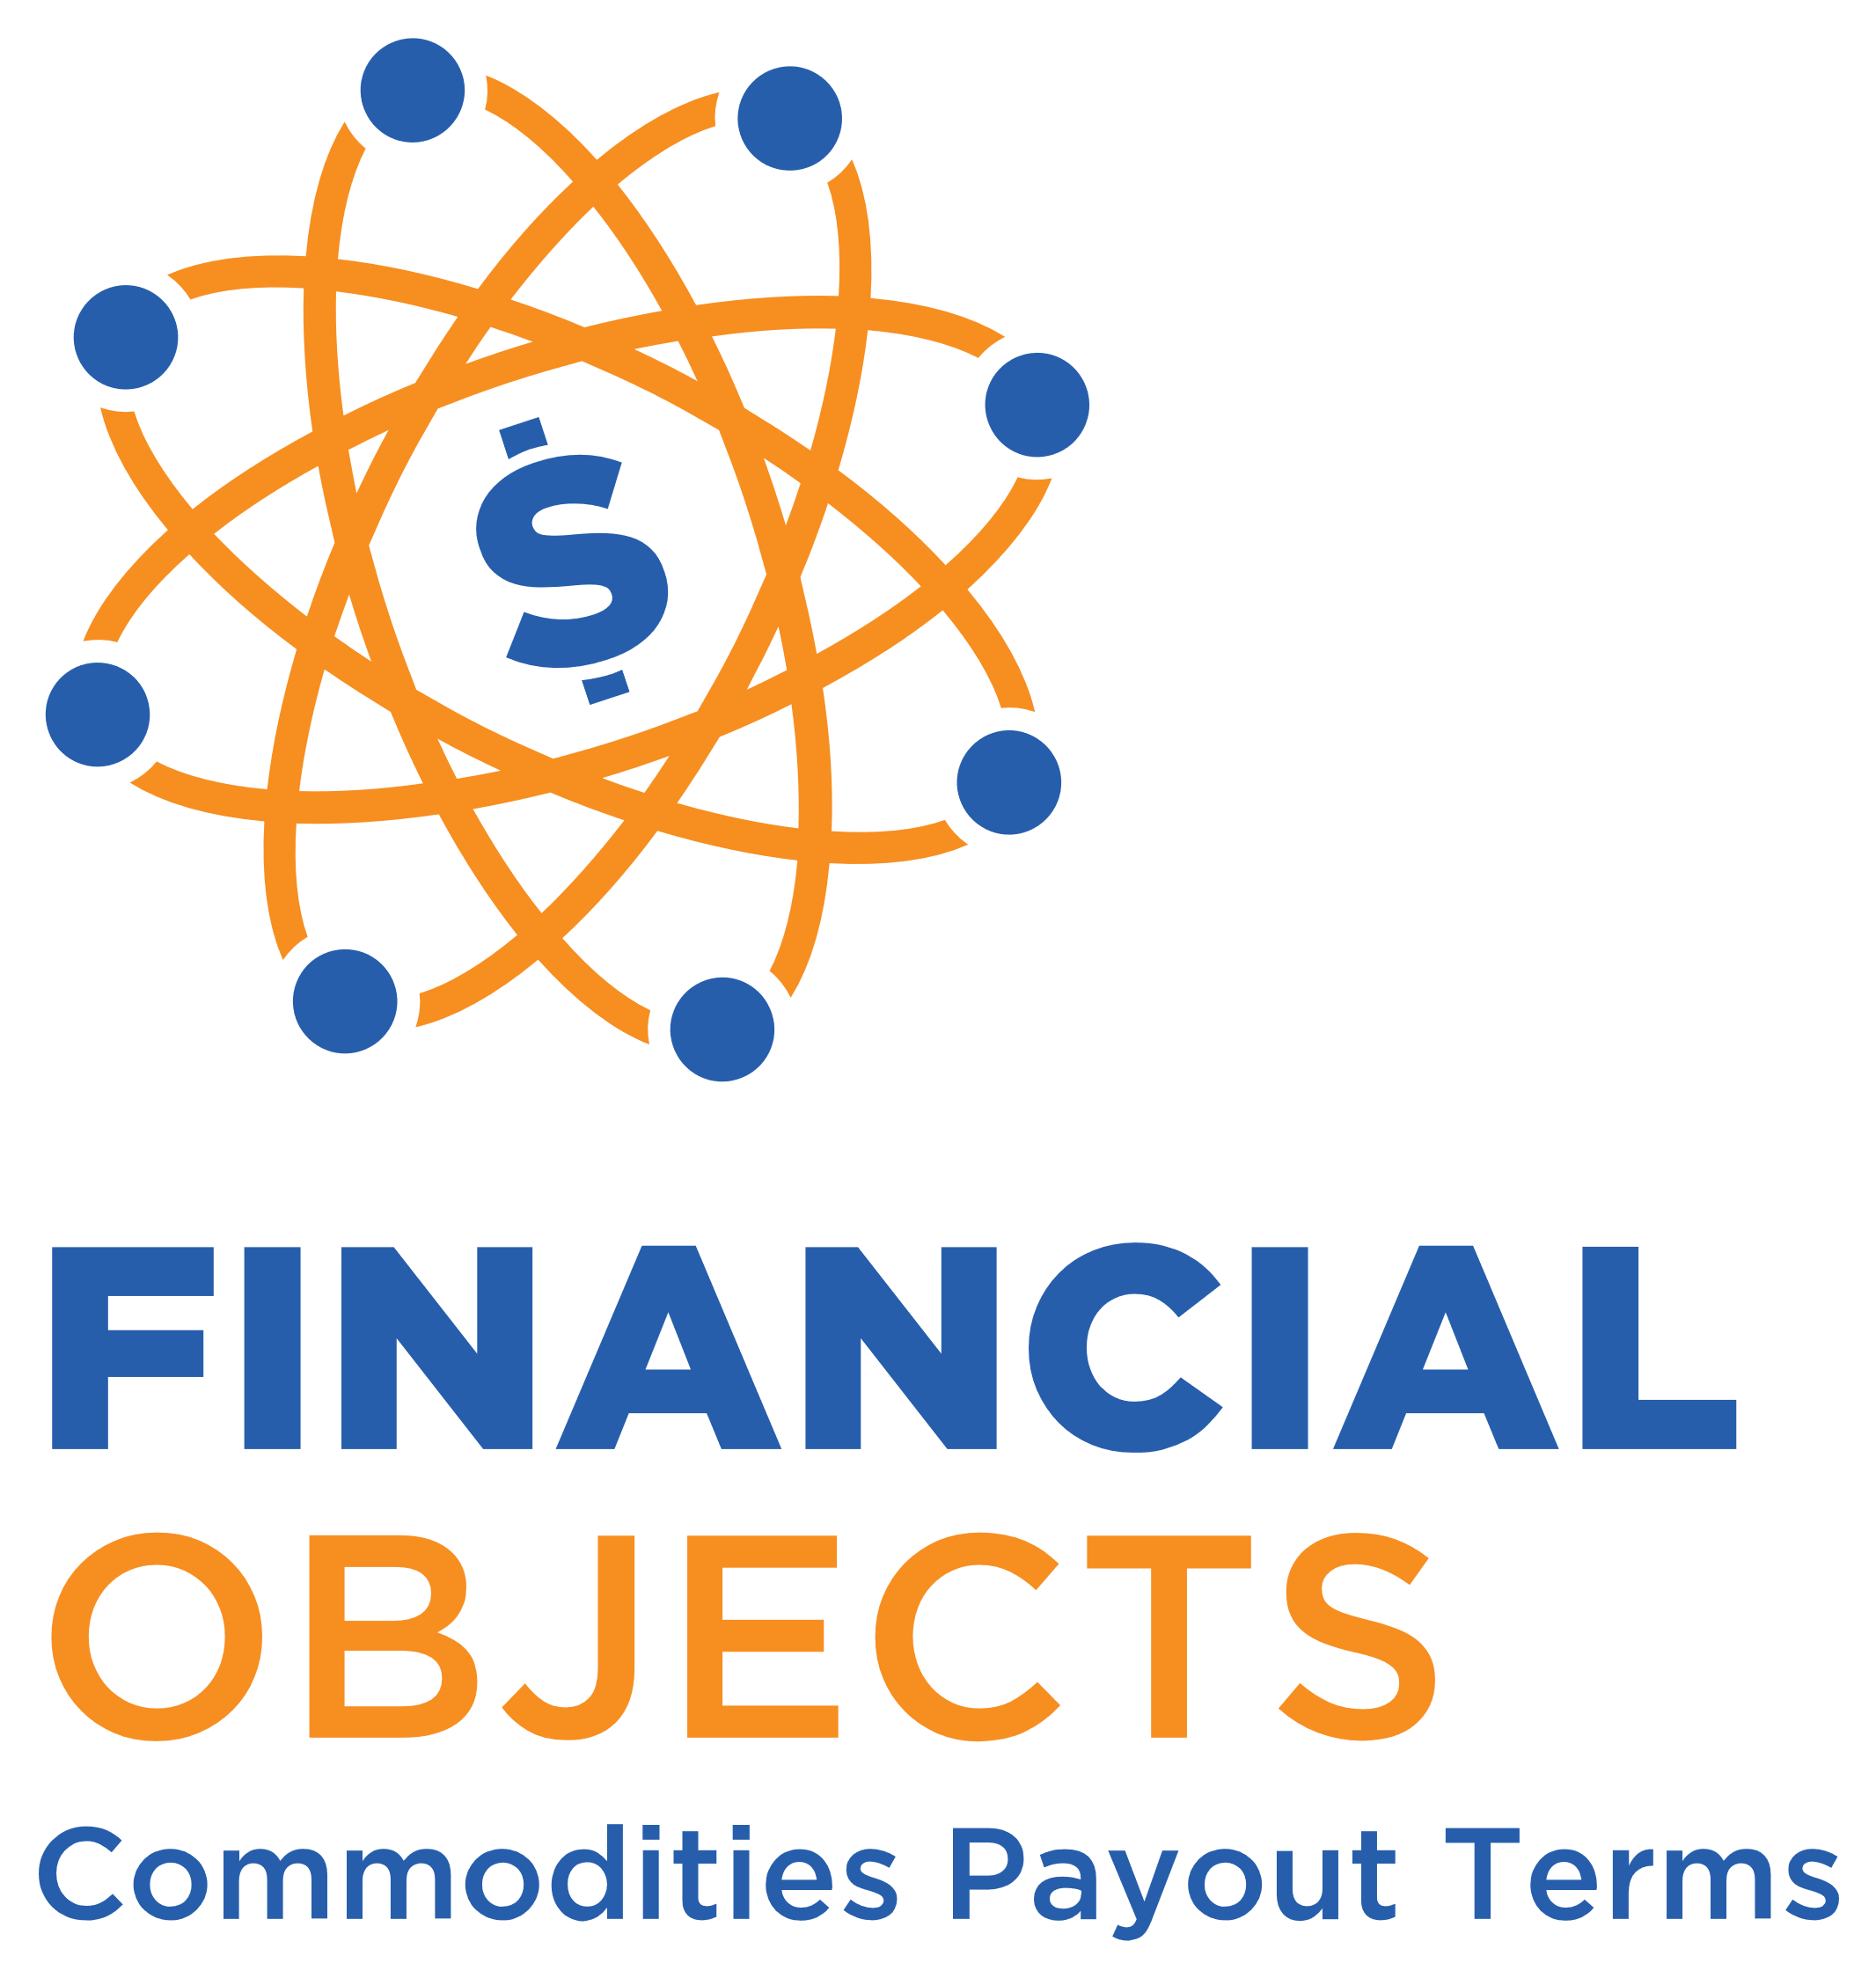 $
FINANCIAL
OBJECTS
Commodities Payout Terms